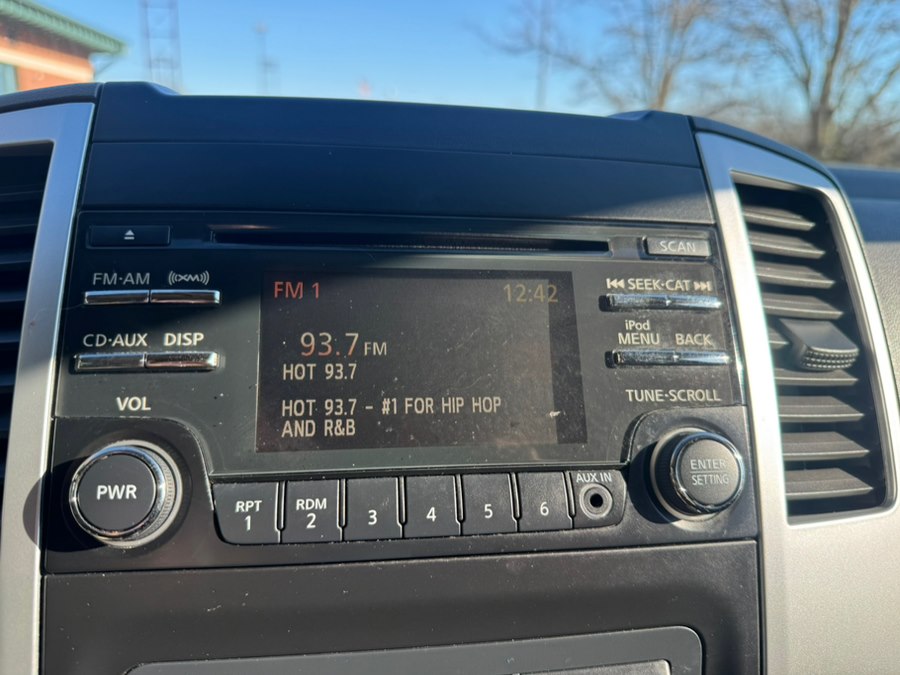 SCAN
FM·AM ((XM))
⏮ SEEK·CAT ⏭
FM 1 12:42
CD·AUX DISP
iPod
MENU BACK
93.7 FM
HOT 93.7
HOT 93.7 - #1 FOR HIP HOP
AND R&B
VOL
TUNE·SCROLL
PWR
ENTER
SETTING
RPT
1
RDM
2
3
4
5
6
AUX IN